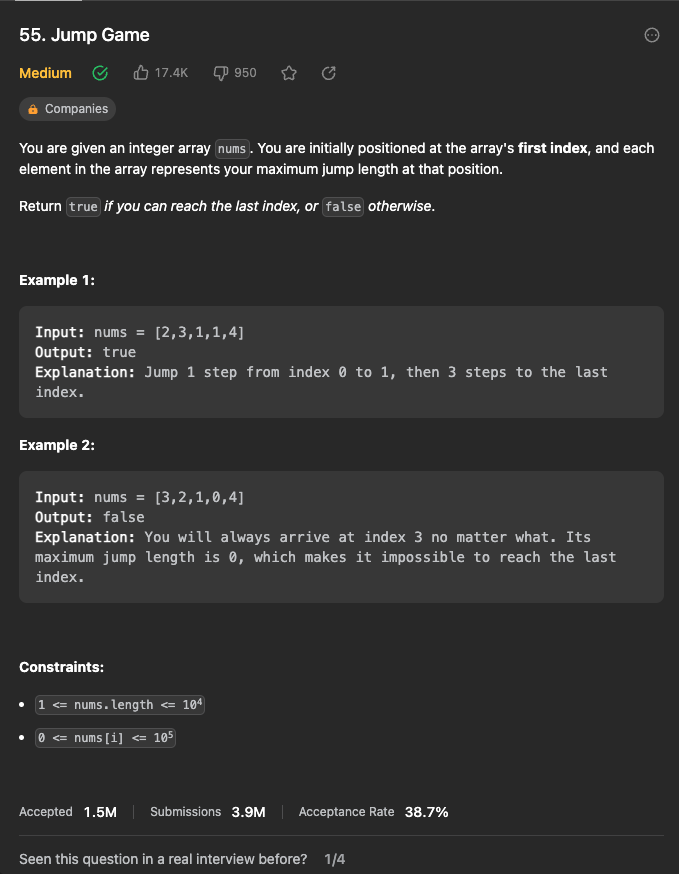 55. Jump Game
Medium 17.4K 950
Companies
You are given an integer array nums. You are initially positioned at the array's first index, and each
element in the array represents your maximum jump length at that position.
Return true if you can reach the last index, or false otherwise.
Example 1:
Input: nums = [2,3,1,1,4]
Output: true
Explanation: Jump 1 step from index 0 to 1, then 3 steps to the last
index.
Example 2:
Input: nums = [3,2,1,0,4]
Output: false
Explanation: You will always arrive at index 3 no matter what. Its
maximum jump length is 0, which makes it impossible to reach the last
index.
Constraints:
• 1 <= nums.length <= 10⁴
• 0 <= nums[i] <= 10⁵
Accepted 1.5M Submissions 3.9M Acceptance Rate 38.7%
Seen this question in a real interview before? 1/4